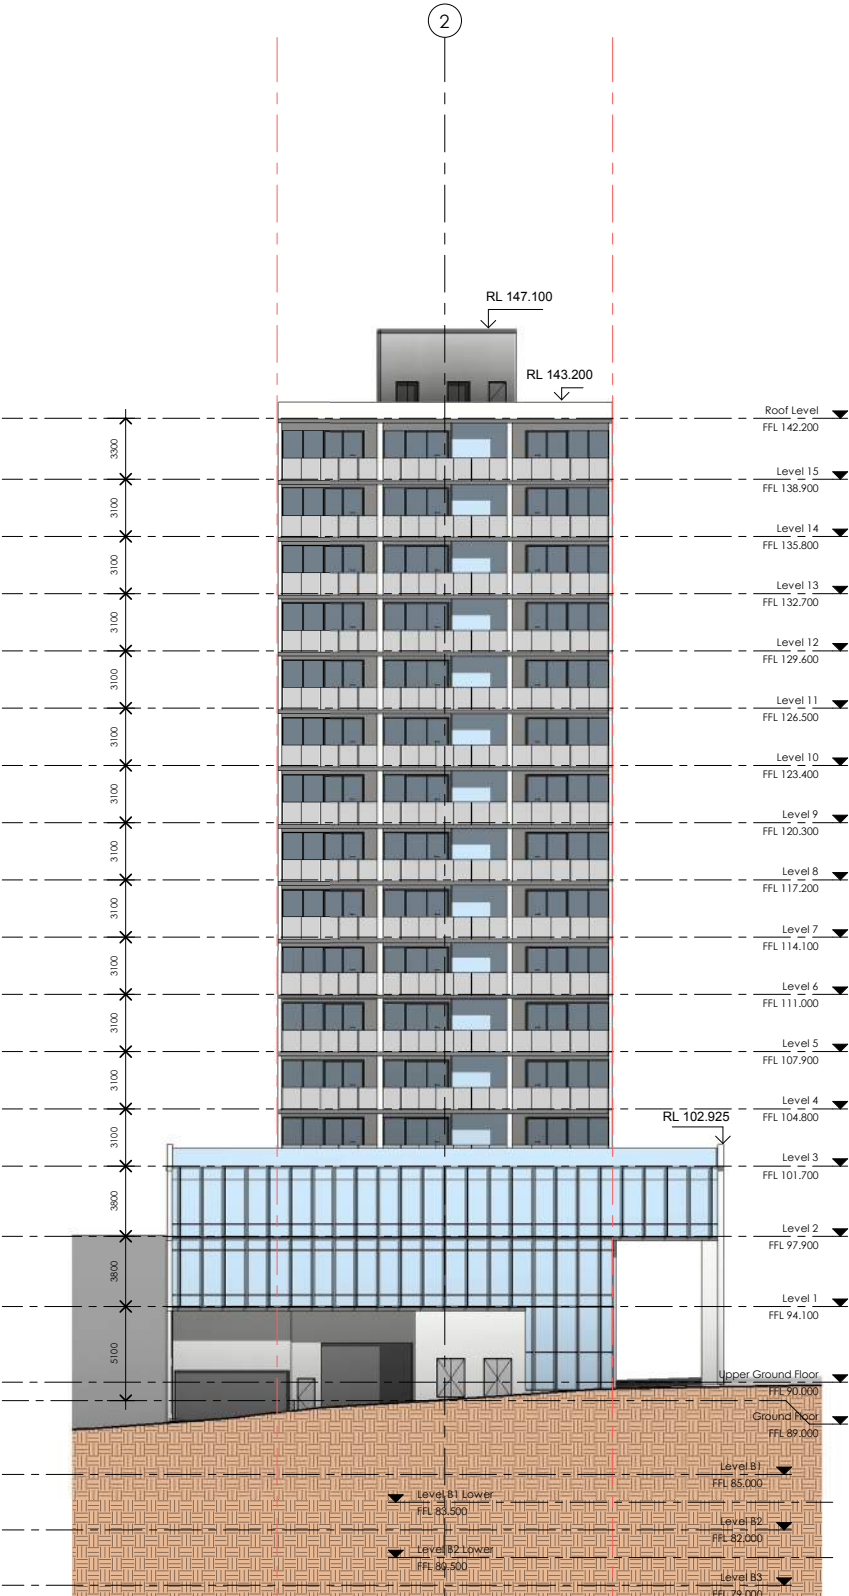 2
RL 147.100
RL 143.200
Roof Level
FFL 142.200
3300
Level 15
FFL 138.900
3100
Level 14
FFL 135.800
3100
Level 13
FFL 132.700
3100
Level 12
FFL 129.600
3100
Level 11
FFL 126.500
3100
Level 10
FFL 123.400
3100
Level 9
FFL 120.300
3100
Level 8
FFL 117.200
3100
Level 7
FFL 114.100
3100
Level 6
FFL 111.000
3100
Level 5
FFL 107.900
3100
Level 4
FFL 104.800
RL 102.925
3100
Level 3
FFL 101.700
3800
Level 2
FFL 97.900
3800
Level 1
FFL 94.100
5100
Upper Ground Floor
FFL 90.000
Ground Floor
FFL 89.000
Level B1
FFL 85.000
Level B1 Lower
FFL 83.500
Level B2
FFL 82.000
Level B2 Lower
FFL 80.500
Level B3
FFL 79.000